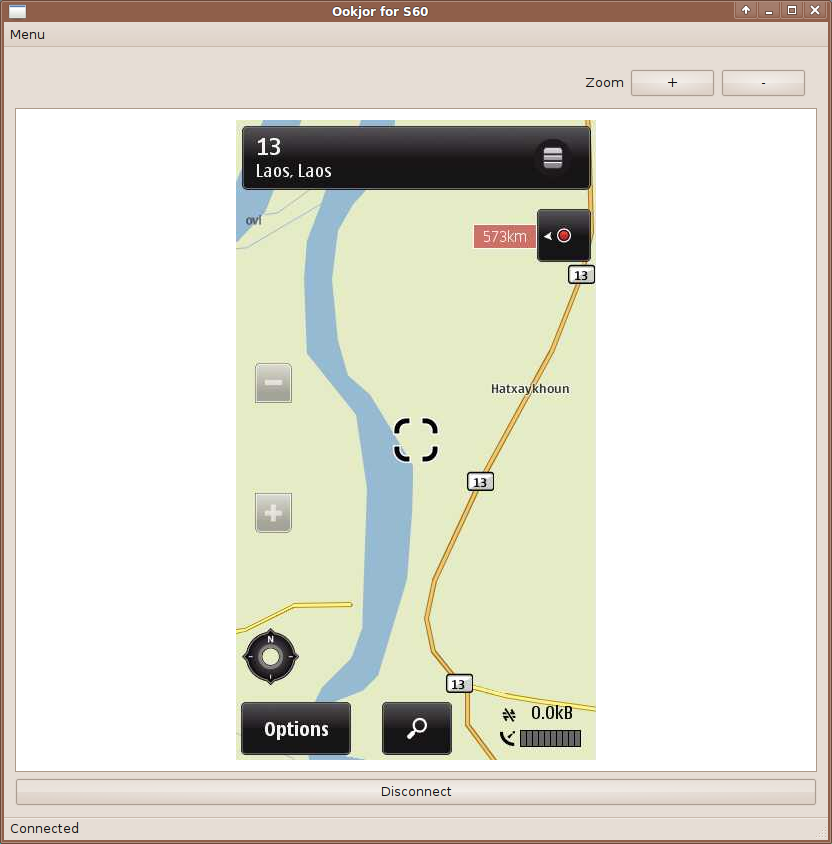 Ookjor for S60
Menu
Zoom + -
13
Laos, Laos
ovi
573km
13
Hatxaykhoun
13
N
13
Options
0.0kB
Disconnect
Connected